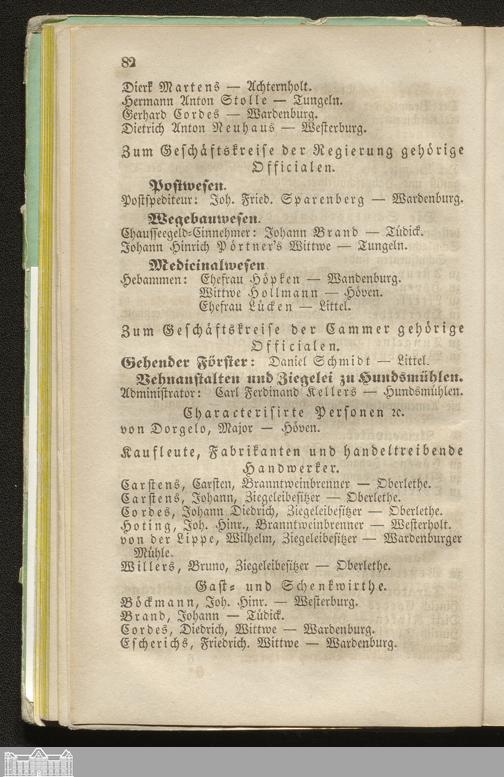 82
Dierk Martens — Achternholt.
Hermann Anton Stolle — Tungeln.
Gerhard Cordes — Wardenburg.
Dietrich Anton Neuhaus — Westerburg.
Zum Geschäftskreise der Regierung gehörige
Officialen.
Postwesen.
Postspediteur: Joh. Fried. Sparenberg — Wardenburg.
Wegebauwesen.
Chausseegeld-Einnehmer: Johann Brand — Tüdick.
Johann Hinrich Pörtner's Wittwe — Tungeln.
Medicinalwesen
Hebammen: Ehefrau Höpken — Wandenburg.
Wittwe Hollmann — Höven.
Ehefrau Lücken — Littel.
Zum Geschäftskreise der Cammer gehörige
Officialen.
Gehender Förster: Daniel Schmidt — Littel.
Vehnanstalten und Ziegelei zu Hundsmühlen.
Administrator: Carl Ferdinand Kellers — Hundsmühlen.
Characterisirte Personen ꝛc.
von Dorgelo, Major — Höven.
Kaufleute, Fabrikanten und handeltreibende
Handwerker.
Carstens, Carsten, Branntweinbrenner — Oberlethe.
Carstens, Johann, Ziegeleibesitzer — Oberlethe.
Cordes, Johann Diedrich, Ziegeleibesitzer — Oberlethe.
Hoting, Joh. Hinr., Branntweinbrenner — Westerholt.
von der Lippe, Wilhelm, Ziegeleibesitzer — Wardenburger
Mühle.
Willers, Bruno, Ziegeleibesitzer — Oberlethe.
Gast- und Schenkwirthe.
Böckmann, Joh. Hinr. — Westerburg.
Brand, Johann — Tüdick.
Cordes, Diedrich, Wittwe — Wardenburg.
Escherichs, Friedrich. Wittwe — Wardenburg.